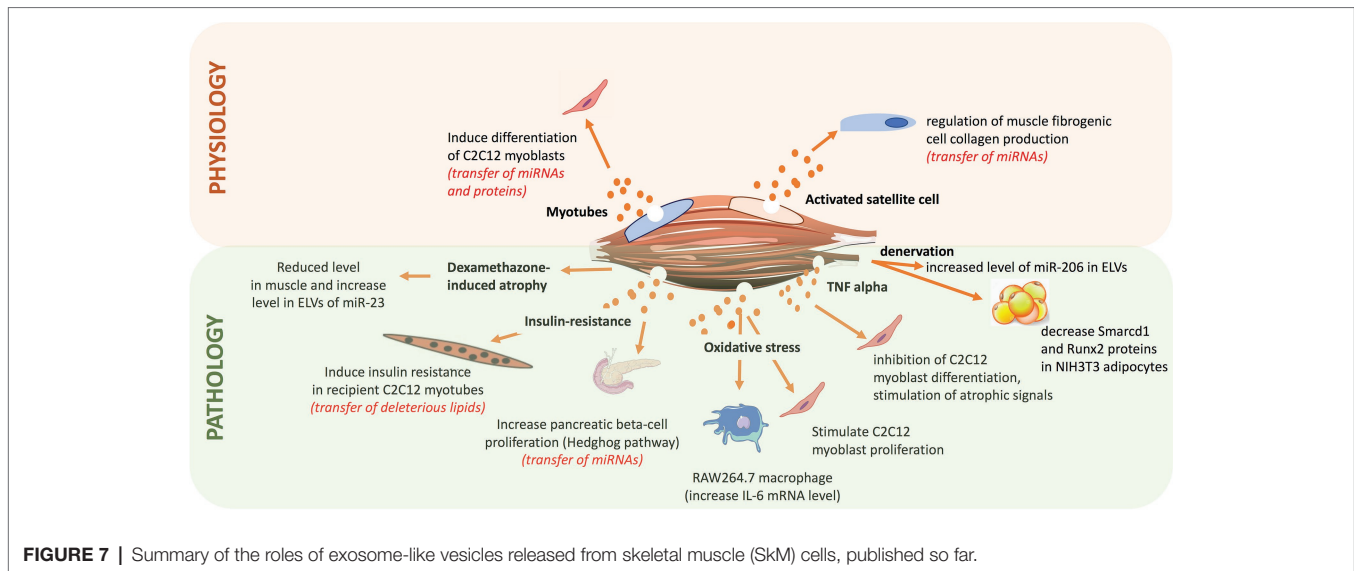 PHYSIOLOGY
Induce differentiation
of C2C12 myoblasts
(transfer of miRNAs
and proteins)
Myotubes
regulation of muscle fibrogenic
cell collagen production
(transfer of miRNAs)
Activated satellite cell
PATHOLOGY
Reduced level
in muscle and increase
level in ELVs of miR-23
Dexamethazone-
induced atrophy
Insulin-resistance
Induce insulin resistance
in recipient C2C12 myotubes
(transfer of deleterious lipids)
Increase pancreatic beta-cell
proliferation (Hedghog pathway)
(transfer of miRNAs)
Oxidative stress
RAW264.7 macrophage
(increase IL-6 mRNA level)
Stimulate C2C12
myoblast proliferation
TNF alpha
inhibition of C2C12
myoblast differentiation,
stimulation of atrophic signals
denervation
increased level of miR-206 in ELVs
decrease Smarcd1
and Runx2 proteins
in NIH3T3 adipocytes
FIGURE 7 | Summary of the roles of exosome-like vesicles released from skeletal muscle (SkM) cells, published so far.